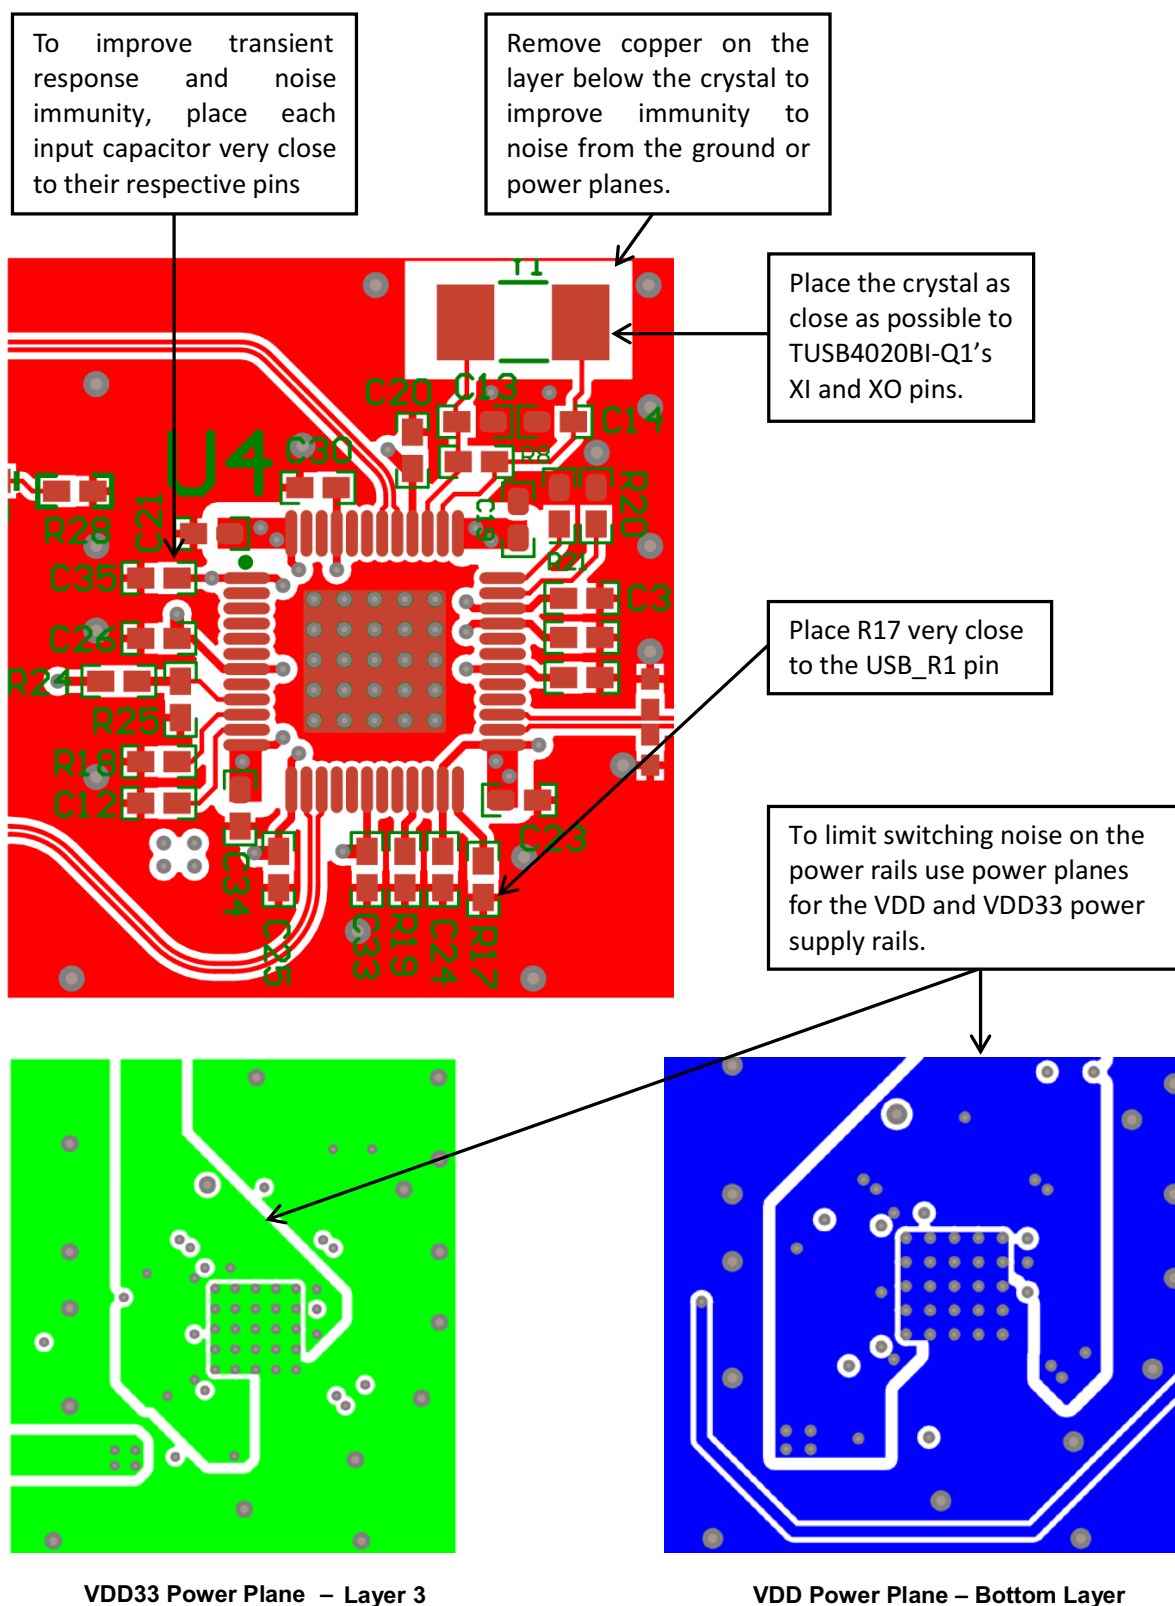 To improve transient
response and noise
immunity, place each
input capacitor very close
to their respective pins
Remove copper on the
layer below the crystal to
improve immunity to
noise from the ground or
power planes.
Place the crystal as
close as possible to
TUSB4020BI-Q1's
XI and XO pins.
Y1
C13
C20
C14
U4
C30
R8
R28
C21
C19
R20
R21
C35
C3
C26
Place R17 very close
to the USB_R1 pin
R24
R25
R18
C12
C23
C34
C25
C33
R19
C24
R17
To limit switching noise on the
power rails use power planes
for the VDD and VDD33 power
supply rails.
VDD33 Power Plane – Layer 3
VDD Power Plane – Bottom Layer